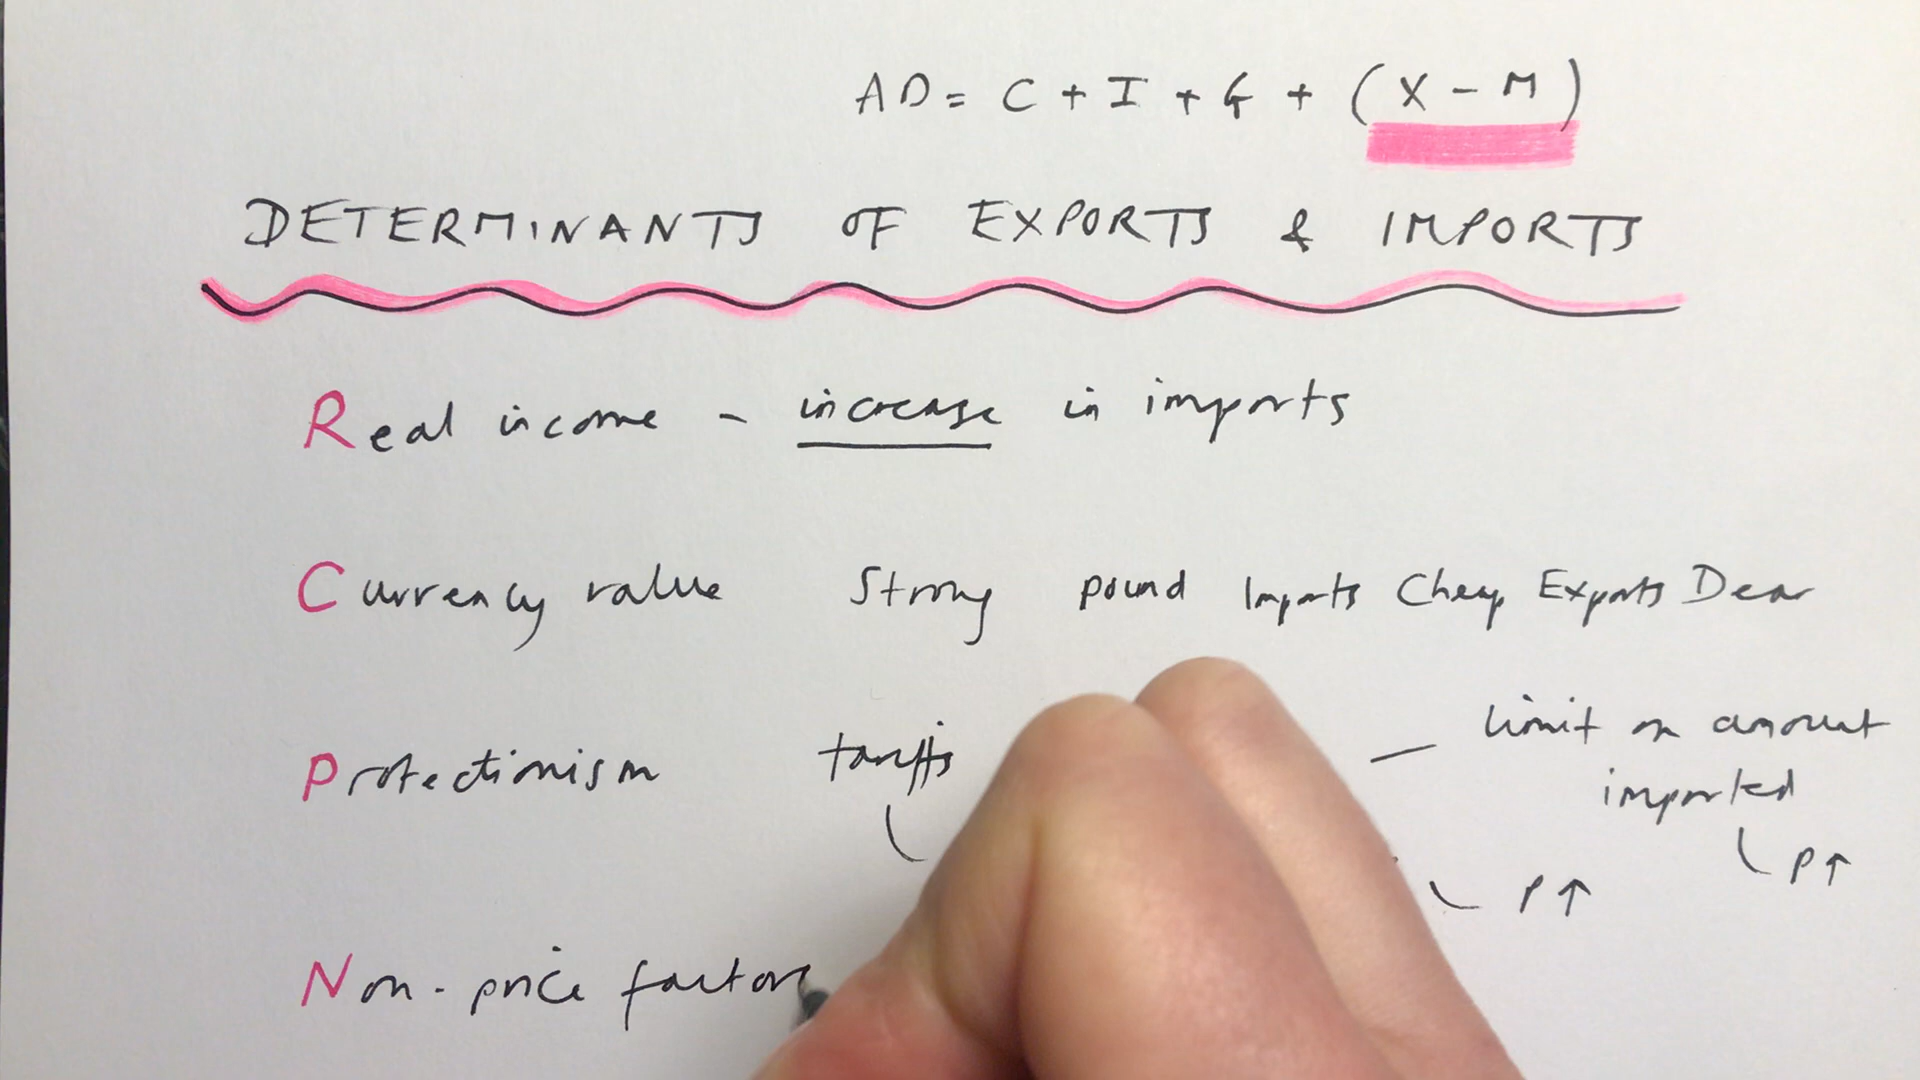 AD = C + I + G + (X - M)
DETERMINANTS OF EXPORTS & IMPORTS
Real income - increase in imports
Currency value Strong pound Imports Cheap Exports Dear
Protectionism tariffs — limit on amount
imported
P↑
P↑
Non-price factors